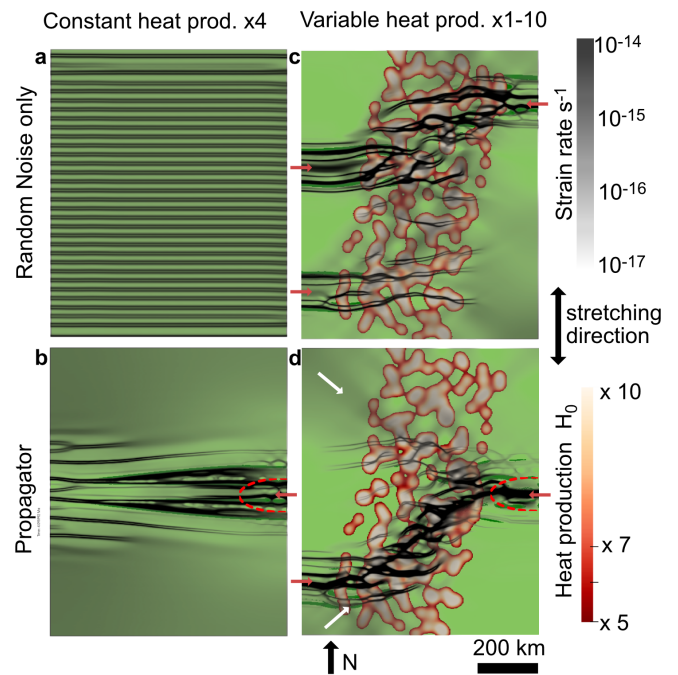 Constant heat prod. x4
Variable heat prod. x1-10
a
c
Random Noise only
10-14
10-15
10-16
10-17
Strain rate s-1
stretching
direction
b
d
Propagator
x 10
x 7
x 5
Heat production H0
200 km
N